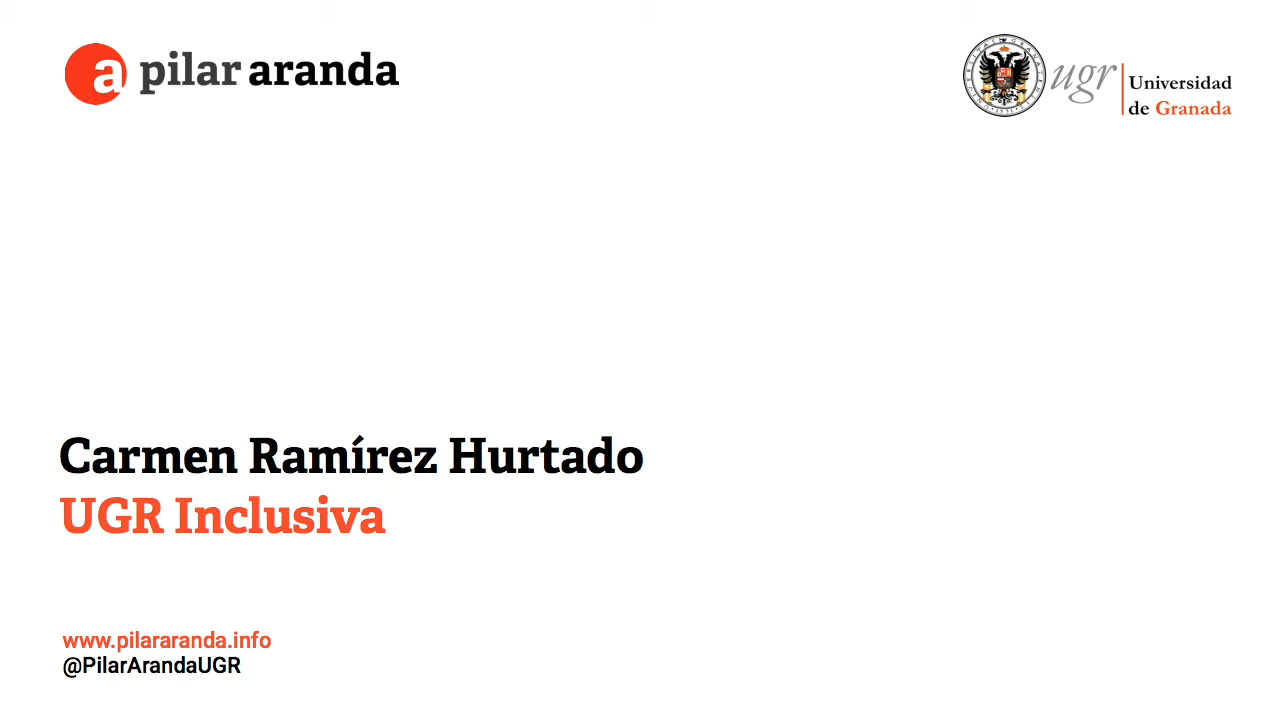 a pilar aranda
ugr Universidad
de Granada
Carmen Ramírez Hurtado
UGR Inclusiva
www.pilararanda.info
@PilarArandaUGR